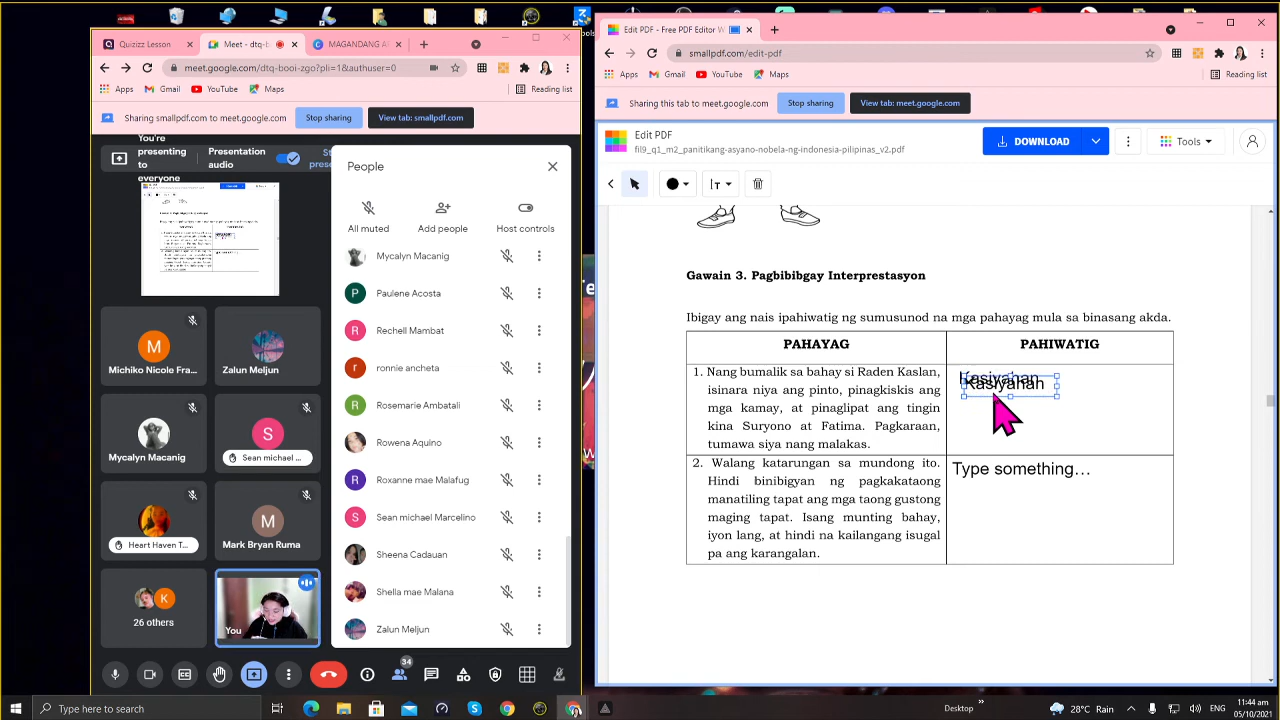 Quizizz Lesson
Meet - dtq-
MAGANDANG A
meet.google.com/dtq-booi-zgo?pli=1&authuser=0
Apps
Gmail
YouTube
Maps
Reading list
Sharing smallpdf.com to meet.google.com
Stop sharing
View tab: smallpdf.com
You're
presenting
to
everyone
Presentation
audio
People
All muted
Add people
Host controls
Mycalyn Macanig
P
Paulene Acosta
R
Rechell Mambat
r
ronnie ancheta
R
Rosemarie Ambatali
Rowena Aquino
R
Roxanne mae Malafug
S
Sean michael Marcelino
Sheena Cadauan
Shella mae Malana
Zalun Meljun
M
Michiko Nicole Fra...
Zalun Meljun
Mycalyn Macanig
S
Sean michael ...
Heart Haven T...
M
Mark Bryan Ruma
K
26 others
You
34
Edit PDF - Free PDF Editor W
smallpdf.com/edit-pdf
Apps
Gmail
YouTube
Maps
Reading list
Sharing this tab to meet.google.com
Stop sharing
View tab: meet.google.com
Edit PDF
fil9_q1_m2_panitikang-asyano-nobela-ng-indonesia-pilipinas_v2.pdf
DOWNLOAD
Tools
Gawain 3. Pagbibibgay Interprestasyon
Ibigay ang nais ipahiwatig ng sumusunod na mga pahayag mula sa binasang akda.
PAHAYAG
PAHIWATIG
1. Nang bumalik sa bahay si Raden Kaslan,
isinara niya ang pinto, pinagkiskis ang
mga kamay, at pinaglipat ang tingin
kina Suryono at Fatima. Pagkaraan,
tumawa siya nang malakas.
Kasiyahan
Kasiyahan
2. Walang katarungan sa mundong ito.
Hindi binibigyan ng pagkakataong
manatiling tapat ang mga taong gustong
maging tapat. Isang munting bahay,
iyon lang, at hindi na kailangang isugal
pa ang karangalan.
Type something...
Type here to search
Desktop
28°C Rain
ENG
11:44 am
05/10/2021